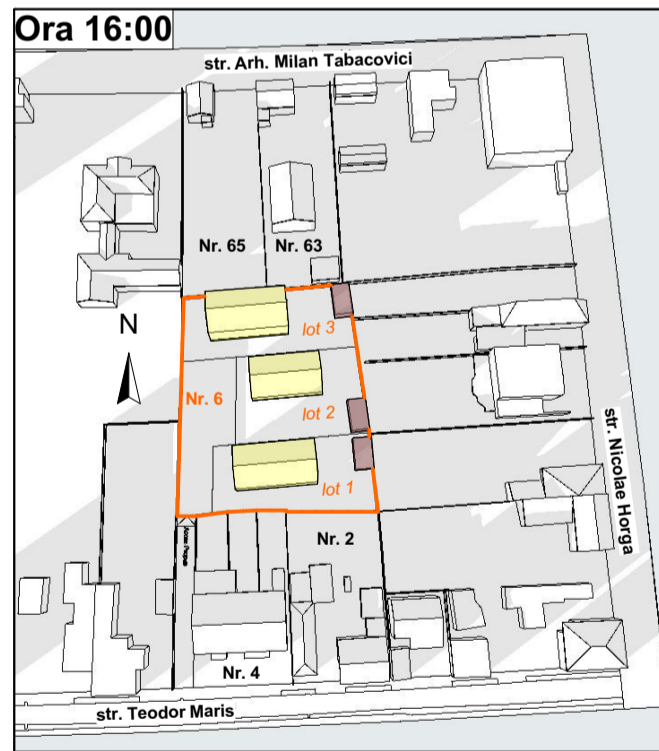 Ora 16:00
str. Arh. Milan Tabacovici
Nr. 65
Nr. 63
N
lot 3
Nr. 6
lot 2
lot 1
str. Nicolae Horga
Nr. 2
Nr. 4
str. Teodor Maris